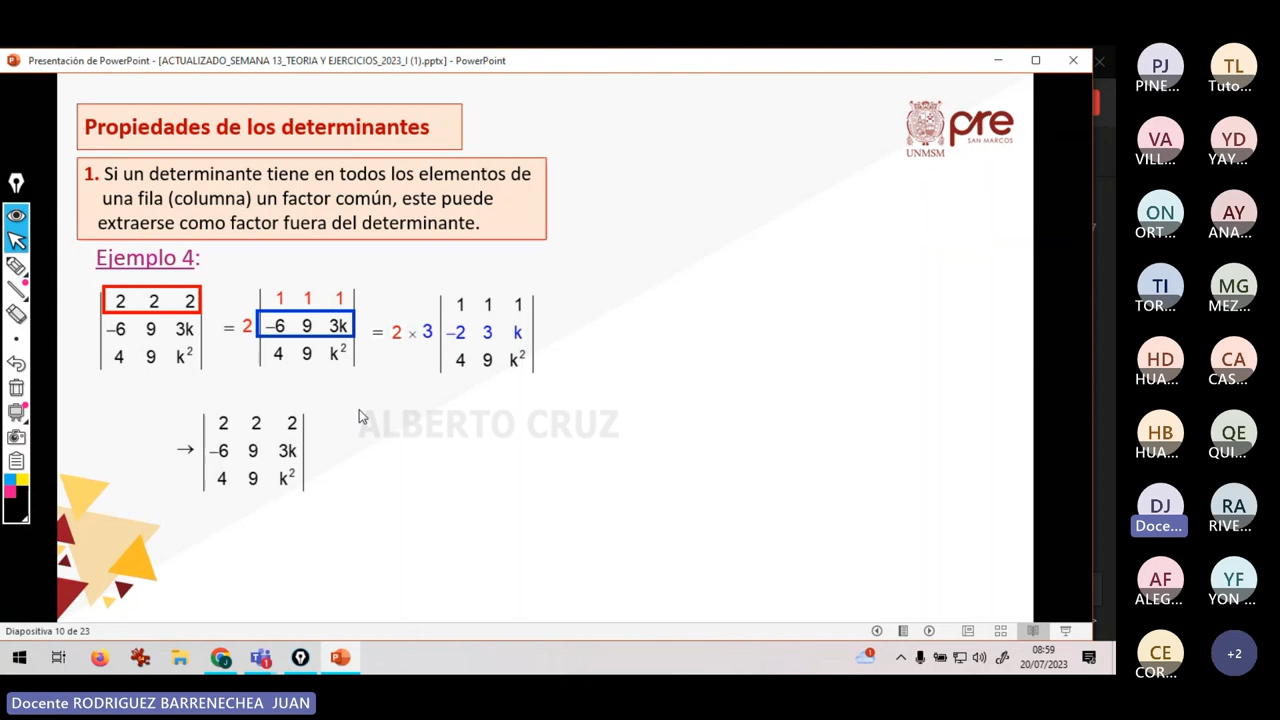 Presentación de PowerPoint - [ACTUALIZADO_SEMANA 13_TEORIA Y EJERCICIOS_2023_I (1).pptx] - PowerPoint
Propiedades de los determinantes
UNMSM
pre
SAN MARCOS
1. Si un determinante tiene en todos los elementos de
una fila (columna) un factor común, este puede
extraerse como factor fuera del determinante.
Ejemplo 4:
| 2 2 2 |
| –6 9 3k |
| 4 9 k² |
= 2
| 1 1 1 |
| –6 9 3k |
| 4 9 k² |
= 2 × 3
| 1 1 1 |
| –2 3 k |
| 4 9 k² |
ALBERTO CRUZ
→
| 2 2 2 |
| –6 9 3k |
| 4 9 k² |
Diapositiva 10 de 23
08:59
20/07/2023
Docente RODRIGUEZ BARRENECHEA JUAN
PJ TL
PINE... Tuto...
VA YD
VILL... YAY...
ON AY
ORT... ANA...
TI MG
TOR... MEZ...
HD CA
HUA... CAS...
HB QE
HUA... QUI...
DJ RA
Doce... RIVE...
AF YF
ALEG... YON ...
CE +2
COR...